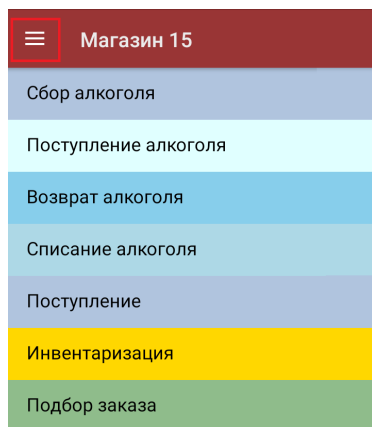 Магазин 15
Сбор алкоголя
Поступление алкоголя
Возврат алкоголя
Списание алкоголя
Поступление
Инвентаризация
Подбор заказа